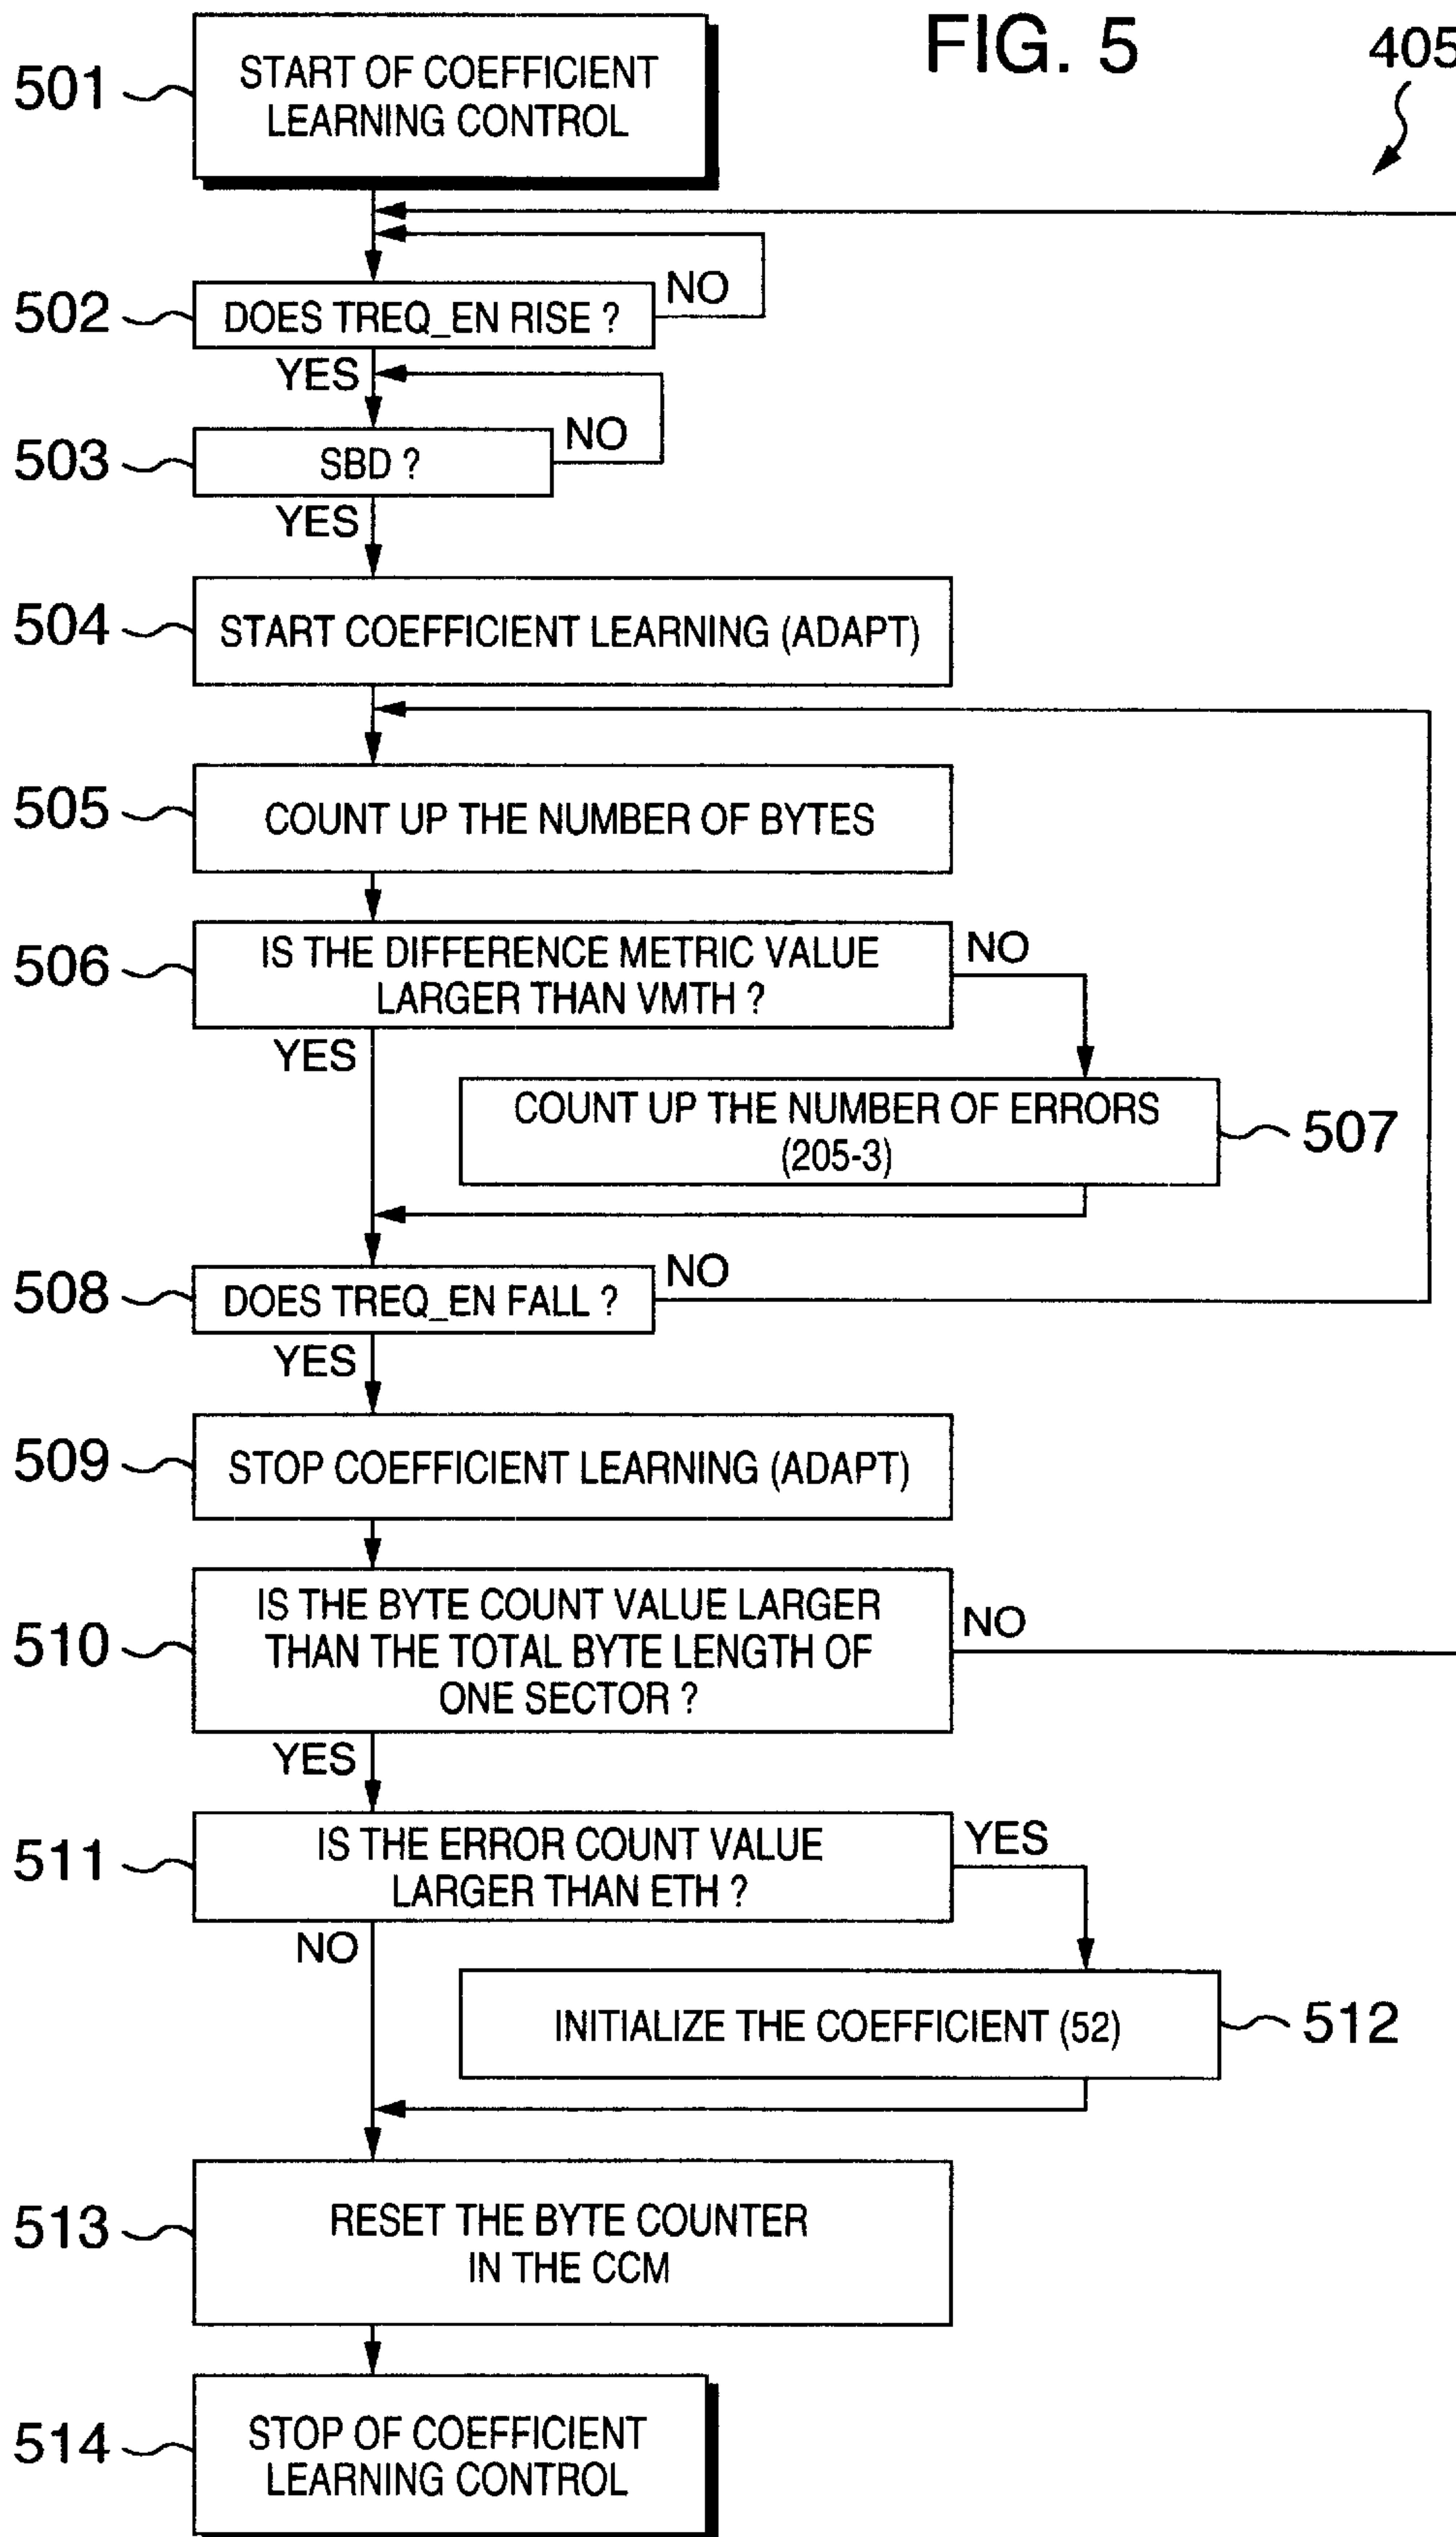 FIG. 5
405
501
START OF COEFFICIENT
LEARNING CONTROL
502
DOES TREQ_EN RISE ?
NO
YES
503
SBD ?
NO
YES
504
START COEFFICIENT LEARNING (ADAPT)
505
COUNT UP THE NUMBER OF BYTES
506
IS THE DIFFERENCE METRIC VALUE
LARGER THAN VMTH ?
NO
YES
COUNT UP THE NUMBER OF ERRORS
(205-3)
507
508
DOES TREQ_EN FALL ?
NO
YES
509
STOP COEFFICIENT LEARNING (ADAPT)
510
IS THE BYTE COUNT VALUE LARGER
THAN THE TOTAL BYTE LENGTH OF
ONE SECTOR ?
NO
YES
511
IS THE ERROR COUNT VALUE
LARGER THAN ETH ?
YES
NO
INITIALIZE THE COEFFICIENT (52)
512
513
RESET THE BYTE COUNTER
IN THE CCM
514
STOP OF COEFFICIENT
LEARNING CONTROL